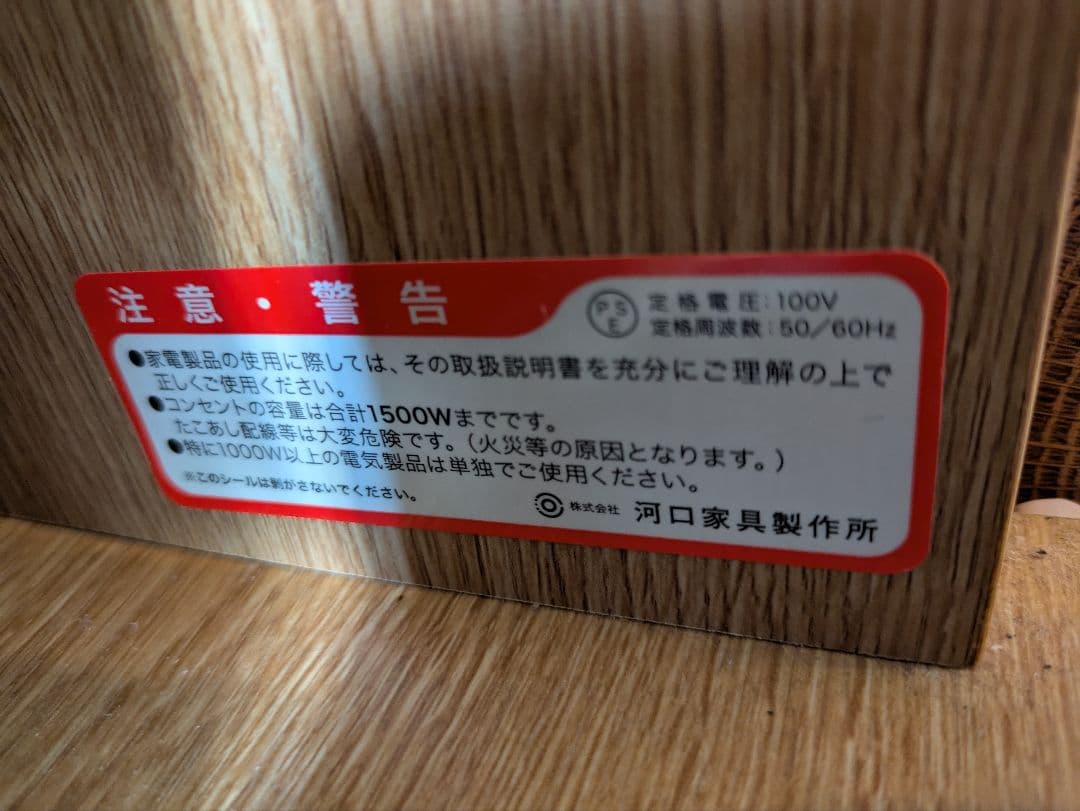 注意・警告
PSE
定格電圧:100V
定格周波数:50/60Hz
●家電製品の使用に際しては、その取扱説明書を充分にご理解の上で
正しくご使用ください。
●コンセントの容量は合計1500Wまでです。
たこあし配線等は大変危険です。(火災等の原因となります。)
●特に1000W以上の電気製品は単独でご使用ください。
※このシールは剥がさないでください。
株式会社 河口家具製作所